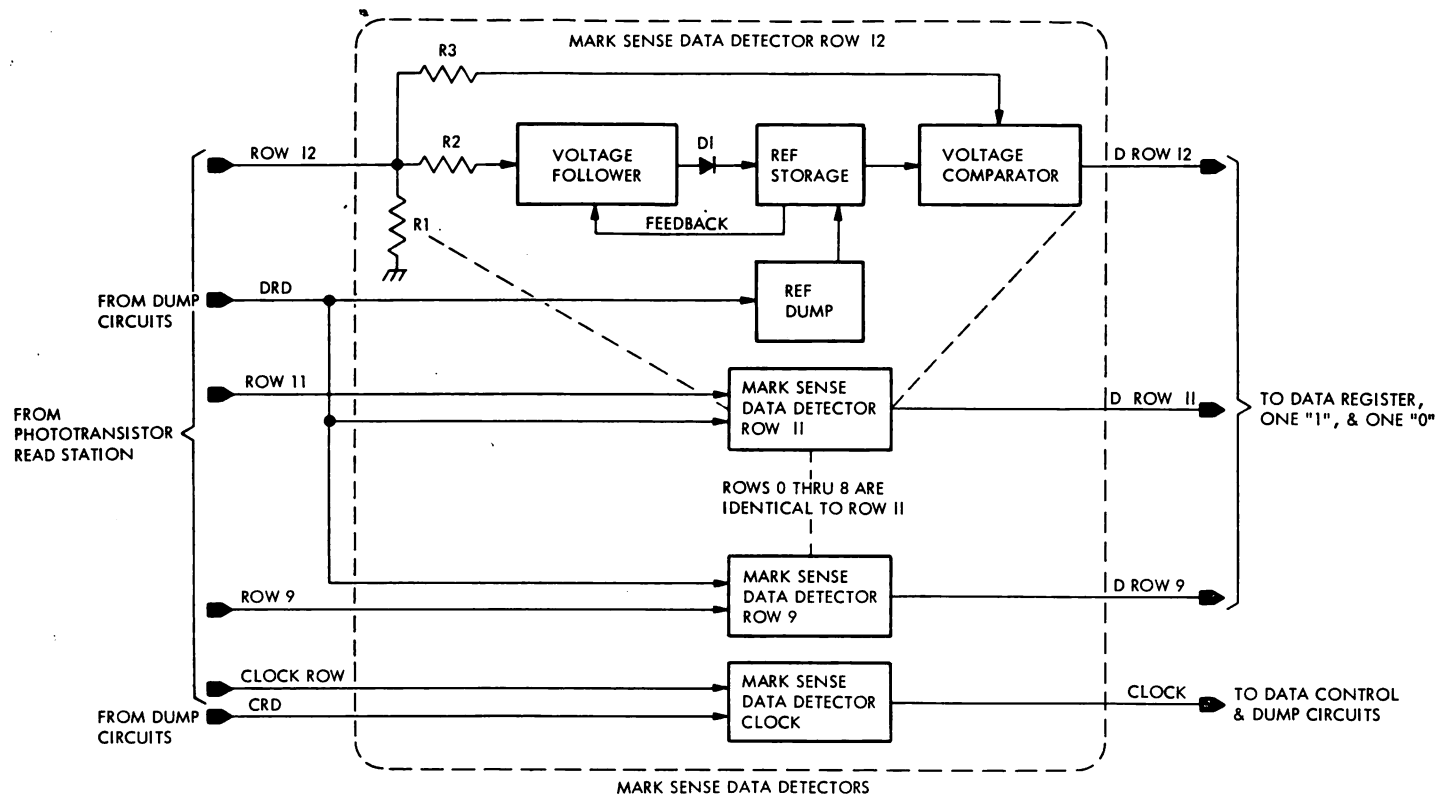 MARK SENSE DATA DETECTOR ROW 12
R3
ROW 12
R2
VOLTAGE
FOLLOWER
D1
REF
STORAGE
VOLTAGE
COMPARATOR
D ROW 12
R1
FEEDBACK
FROM DUMP
CIRCUITS
DRD
REF
DUMP
ROW 11
MARK SENSE
DATA DETECTOR
ROW 11
D ROW 11
FROM
PHOTOTRANSISTOR
READ STATION
TO DATA REGISTER,
ONE "1", & ONE "0"
ROWS 0 THRU 8 ARE
IDENTICAL TO ROW 11
ROW 9
MARK SENSE
DATA DETECTOR
ROW 9
D ROW 9
CLOCK ROW
CRD
FROM DUMP
CIRCUITS
MARK SENSE
DATA DETECTOR
CLOCK
CLOCK
TO DATA CONTROL
& DUMP CIRCUITS
MARK SENSE DATA DETECTORS